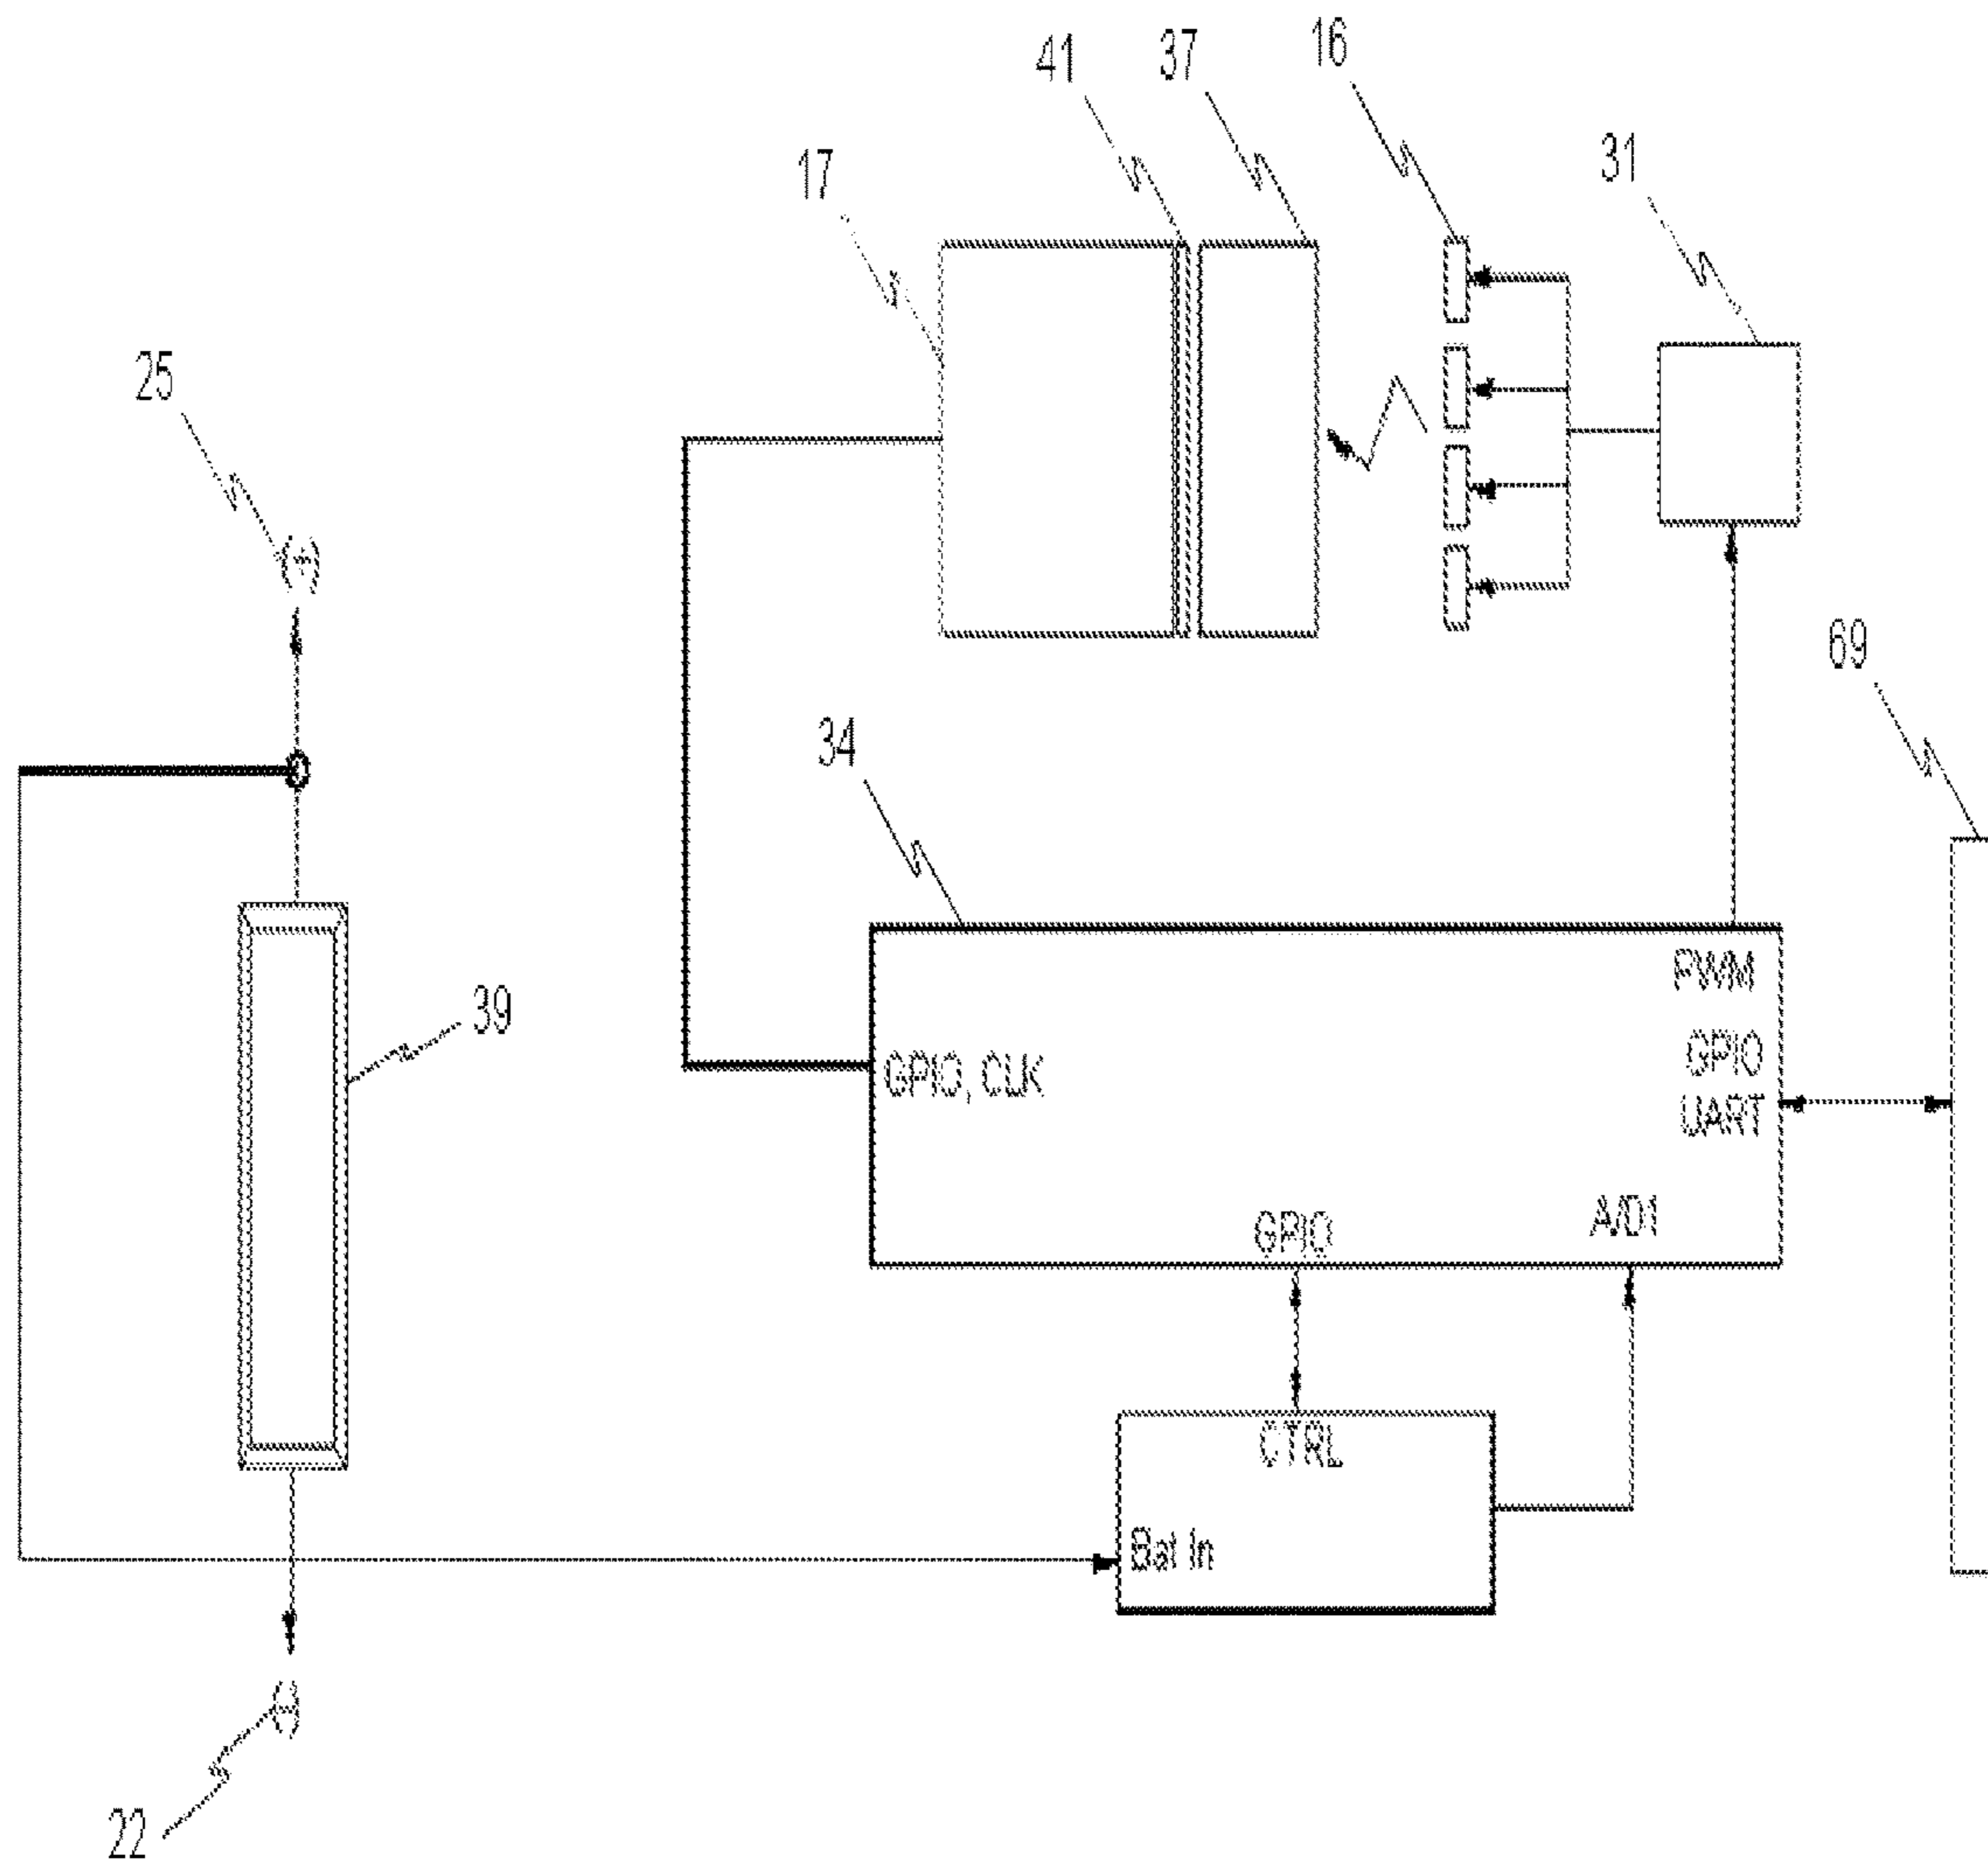 16
41
37
31
17
25
(+)
69
34
PWM
39
GPIO
GPIO, CLK
UART
A/D1
GPIO
CTRL
Bat In
(-)
22